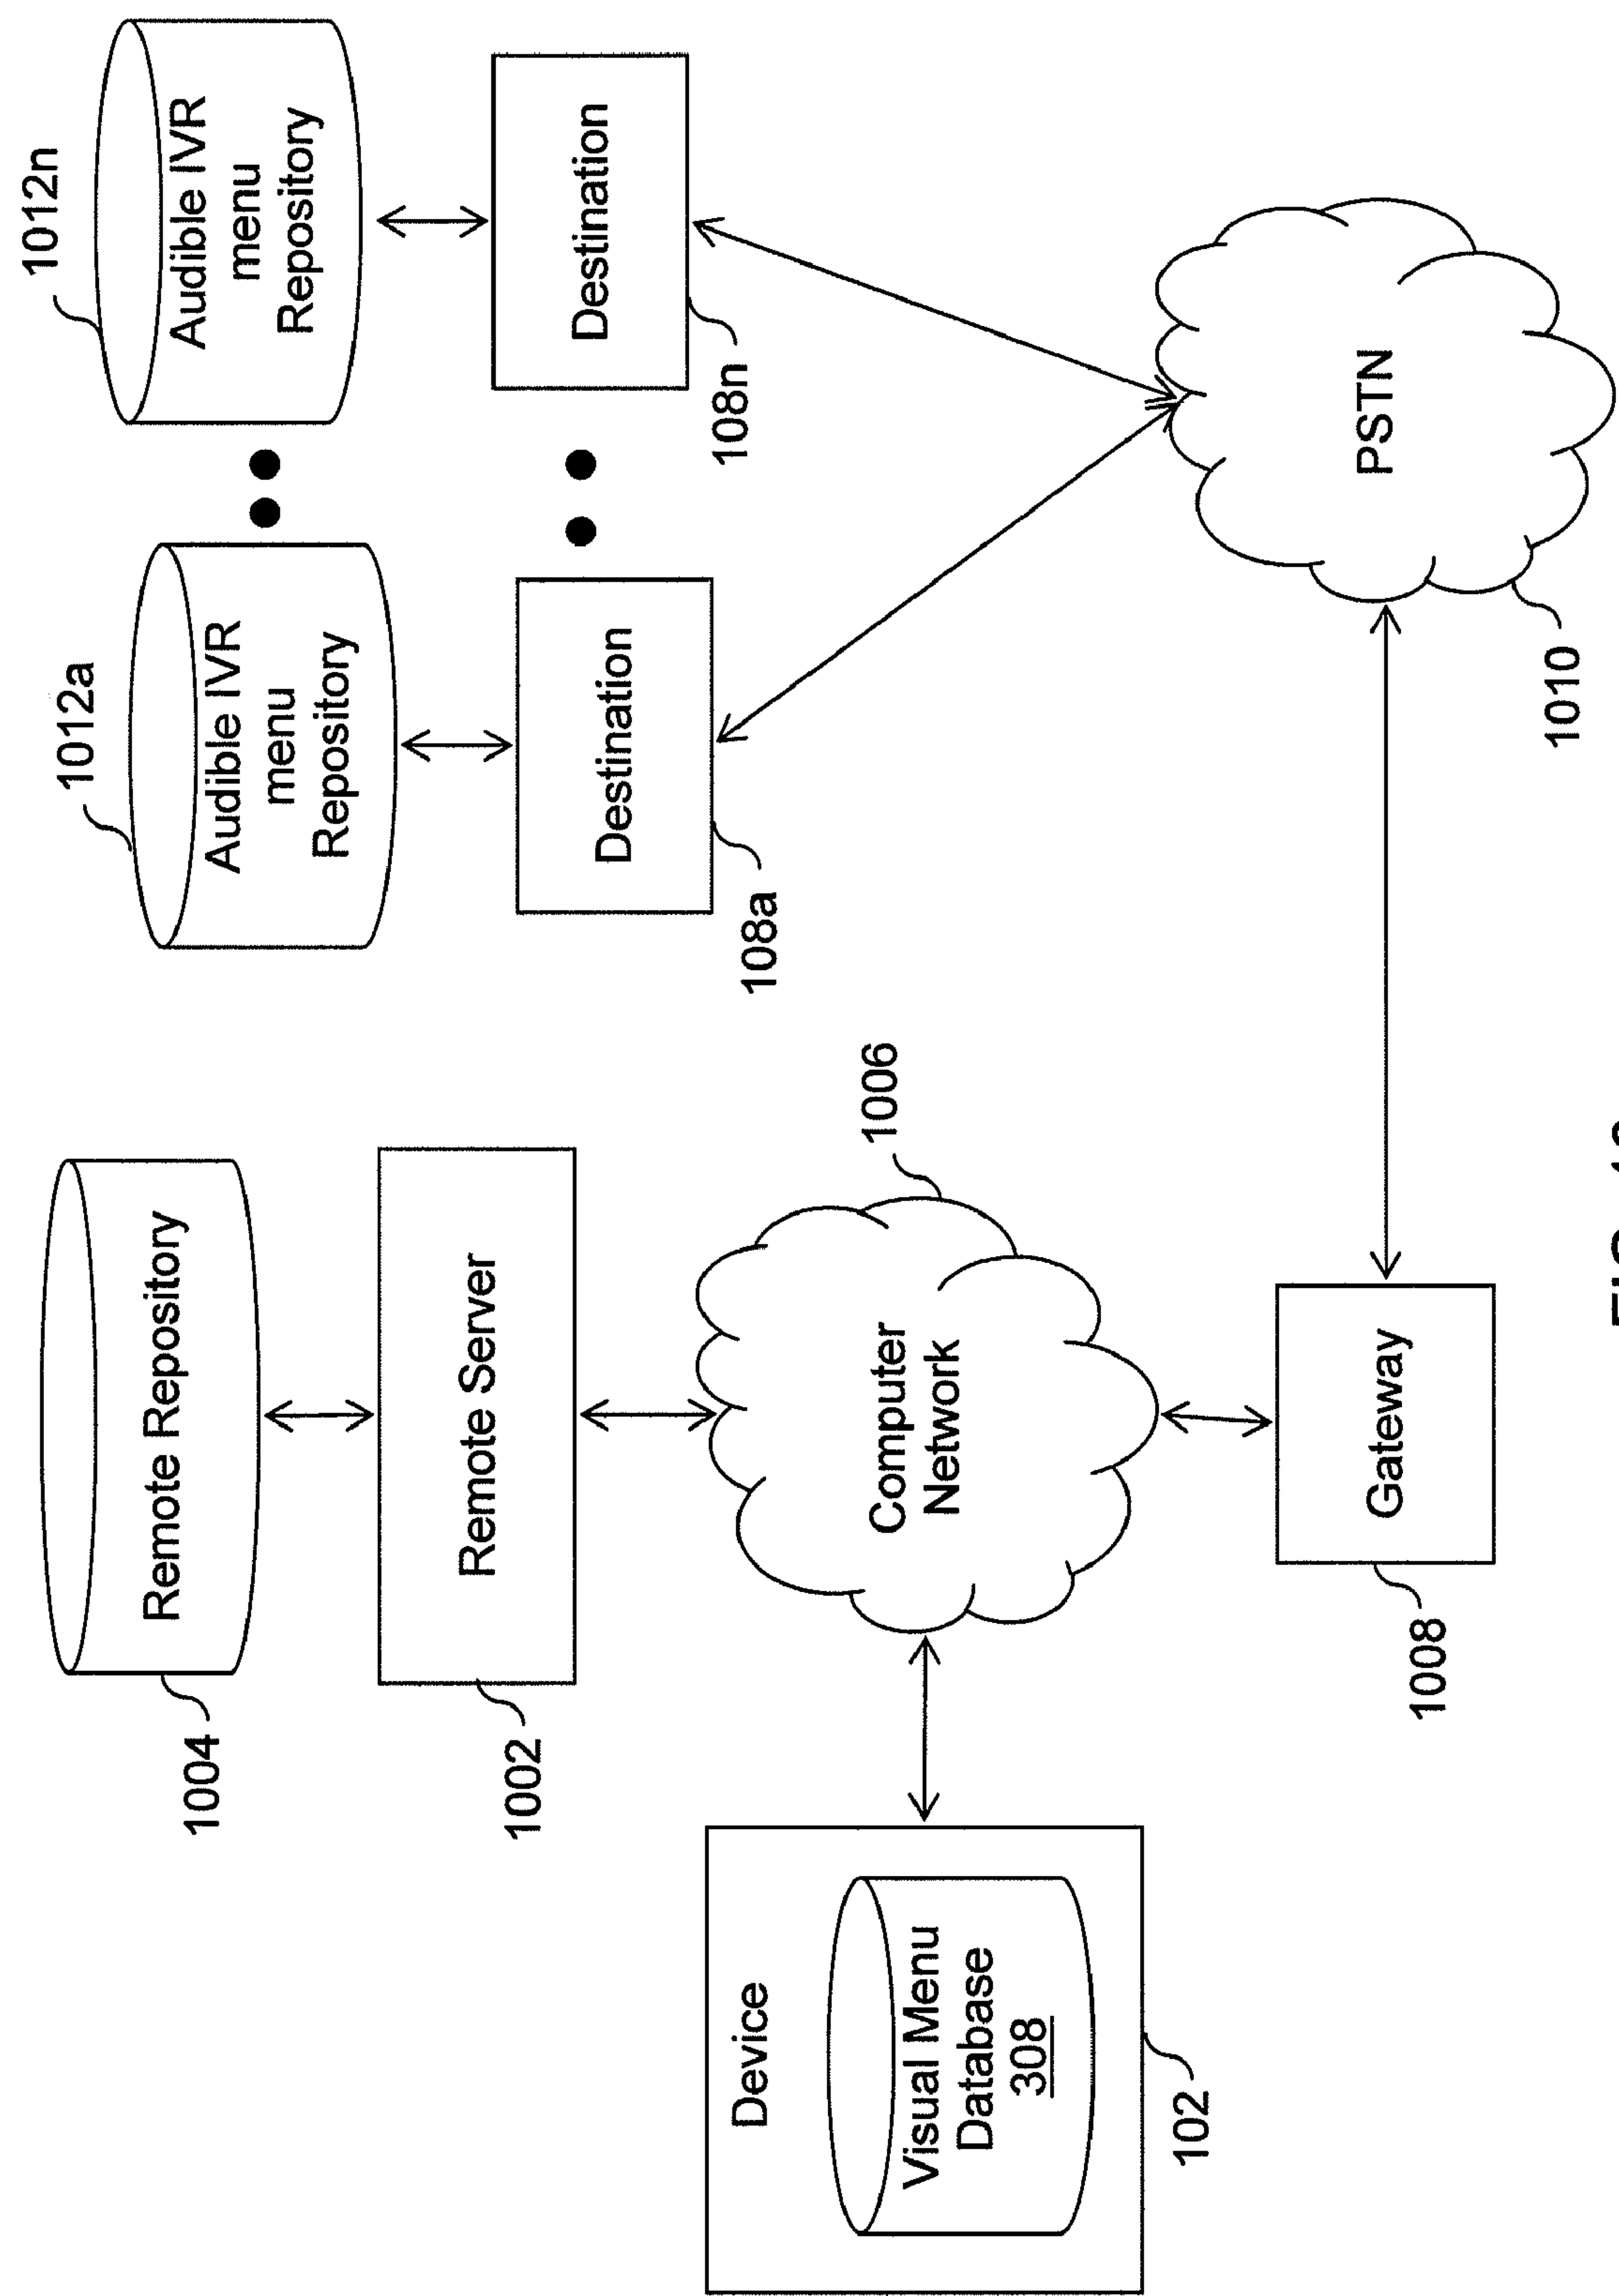 1004
Remote Repository
1002
Remote Server
Device
Visual Menu
Database
308
102
Computer
Network
1006
Gateway
1008
1012a
Audible IVR
menu
Repository
1012n
Audible IVR
menu
Repository
Destination
108a
Destination
108n
PSTN
1010